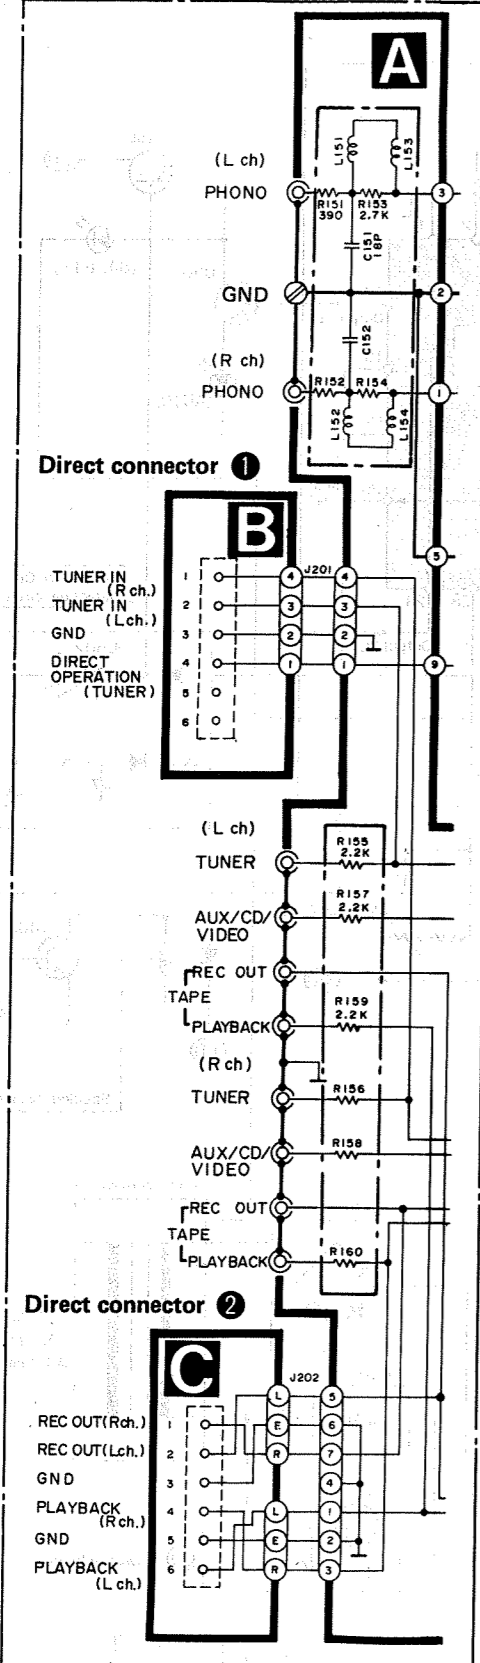 A
(L ch)
PHONO
L151
L153
R151
390
R153
2.7K
3
C151
18P
GND
2
C152
(R ch)
PHONO
R152
R154
1
L152
L154
Direct connector 1
B
5
J201
TUNER IN
(R ch.)
1
4
4
TUNER IN
(L ch.)
2
3
3
GND
3
2
2
DIRECT
OPERATION
(TUNER)
4
1
1
9
5
6
(L ch)
TUNER
R155
2.2K
AUX/CD/
VIDEO
R157
2.2K
REC OUT
TAPE
PLAYBACK
R159
2.2K
(R ch)
TUNER
R156
AUX/CD/
VIDEO
R158
REC OUT
TAPE
PLAYBACK
R160
Direct connector 2
C
J202
L
5
REC OUT(R ch.)
1
E
6
REC OUT(L ch.)
2
R
7
GND
3
4
PLAYBACK
(R ch.)
4
L
1
GND
5
E
2
PLAYBACK
(L ch.)
6
R
3